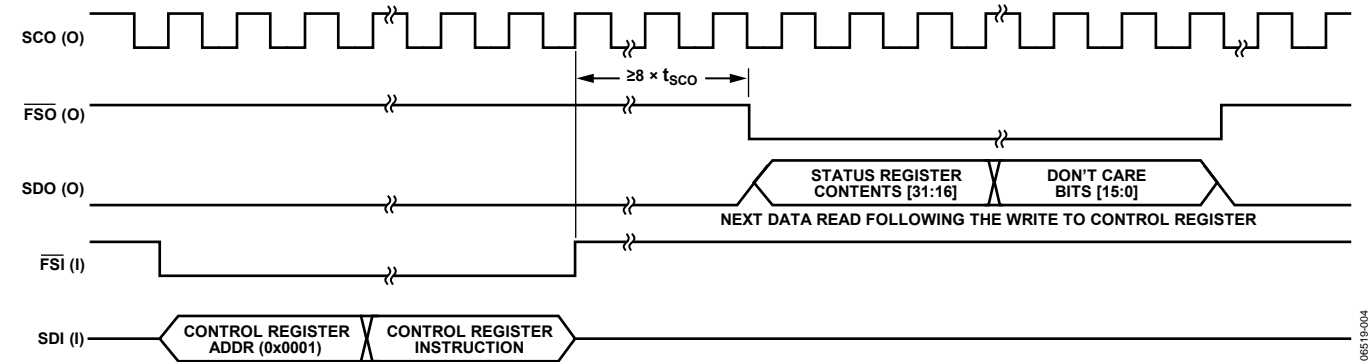 SCO (O)
≥8 × tSCO
FSO (O)
SDO (O)
STATUS REGISTER
CONTENTS [31:16]
DON'T CARE
BITS [15:0]
NEXT DATA READ FOLLOWING THE WRITE TO CONTROL REGISTER
FSI (I)
SDI (I)
CONTROL REGISTER
ADDR (0x0001)
CONTROL REGISTER
INSTRUCTION
06519-004